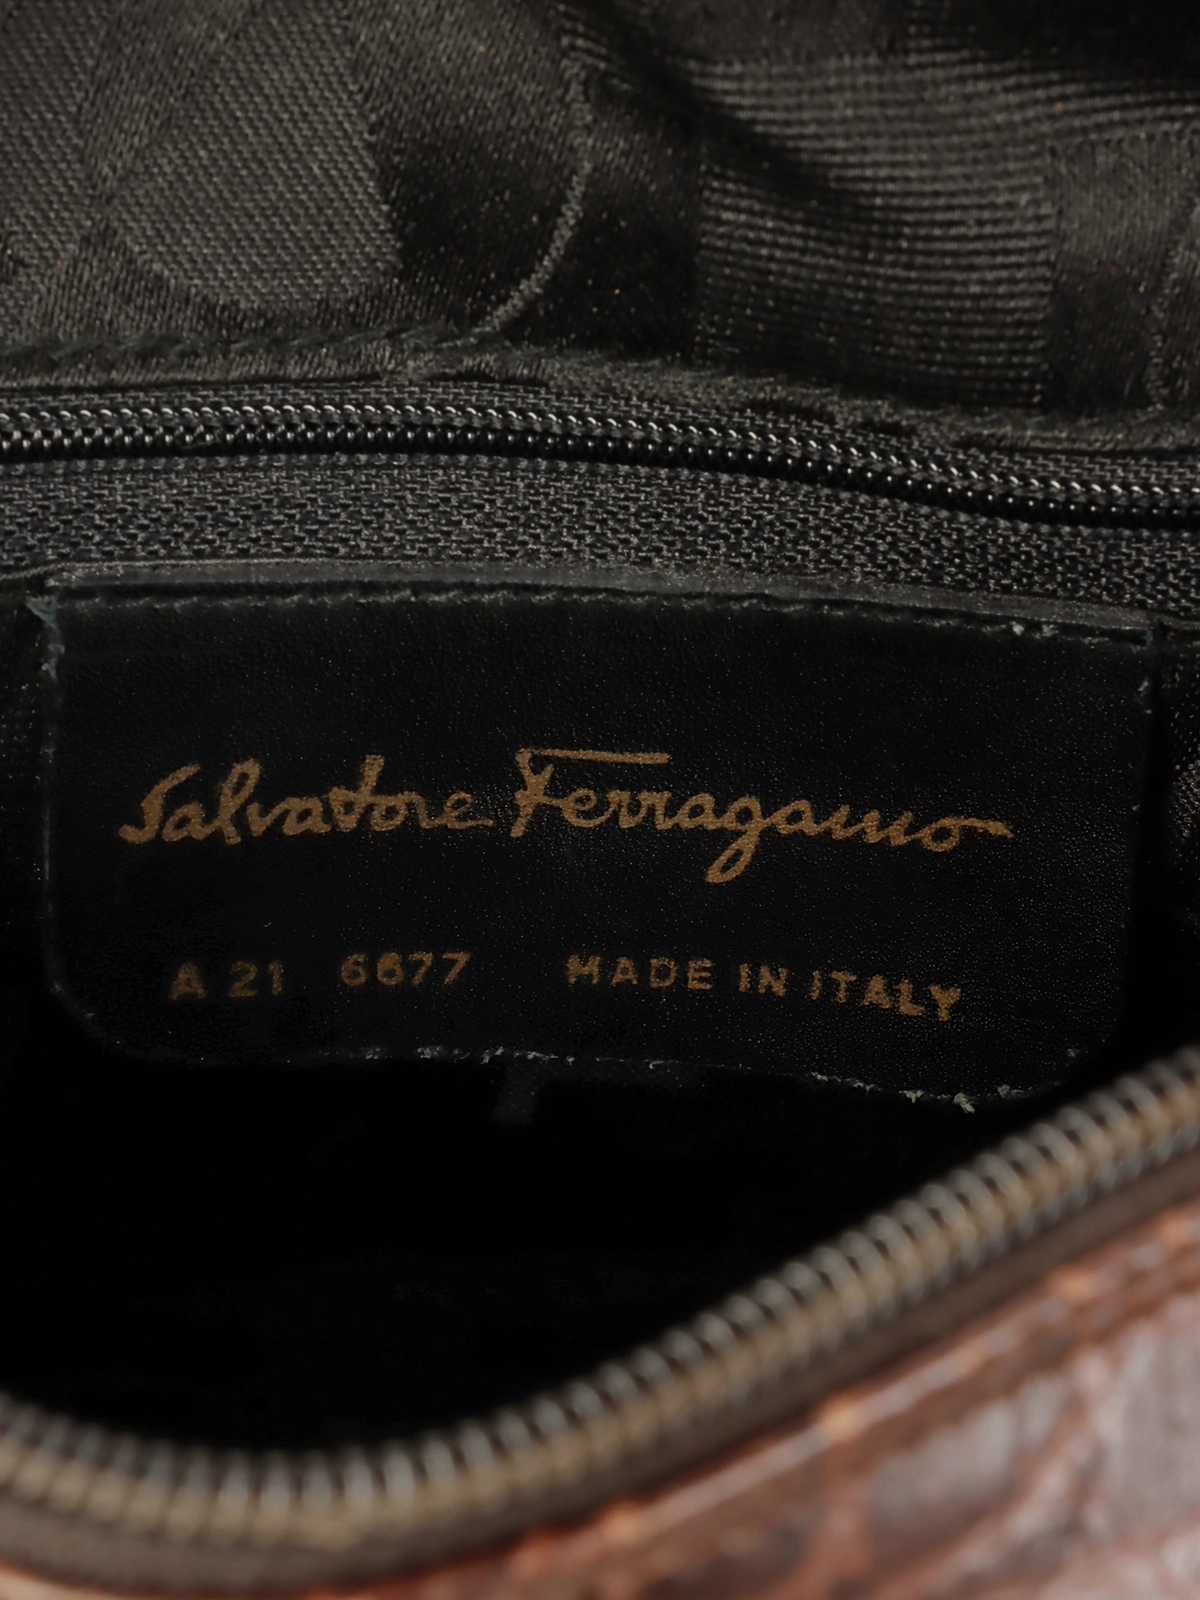 Salvatore Ferragamo
A 21 6677 MADE IN ITALY